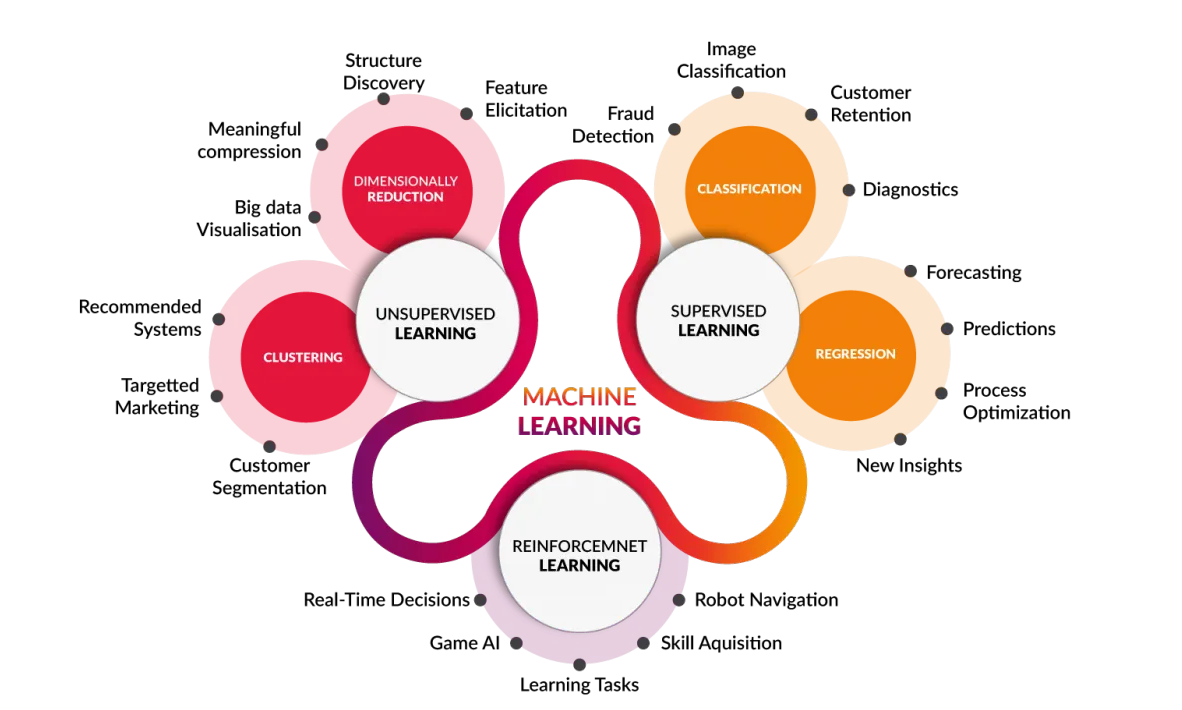 Structure
Discovery
Feature
Elicitation
Meaningful
compression
Big data
Visualisation
DIMENSIONALLY
REDUCTION
UNSUPERVISED
LEARNING
Recommended
Systems
CLUSTERING
Targetted
Marketing
Customer
Segmentation
Image
Classification
Fraud
Detection
Customer
Retention
CLASSIFICATION
Diagnostics
SUPERVISED
LEARNING
Forecasting
Predictions
REGRESSION
Process
Optimization
New Insights
MACHINE
LEARNING
REINFORCEMNET
LEARNING
Real-Time Decisions
Robot Navigation
Game AI
Skill Aquisition
Learning Tasks